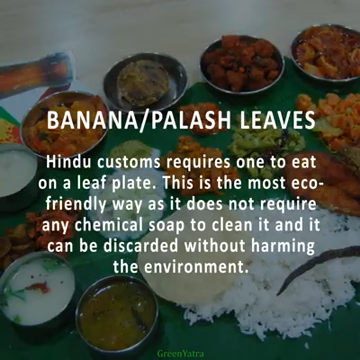 BANANA/PALASH LEAVES
Hindu customs requires one to eat
on a leaf plate. This is the most eco-
friendly way as it does not require
any chemical soap to clean it and it
can be discarded without harming
the environment.
GreenYatra